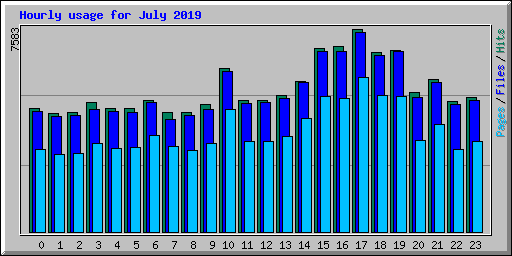 Hourly usage for July 2019
7583
Pages / Files / Hits
0 1 2 3 4 5 6 7 8 9 10 11 12 13 14 15 16 17 18 19 20 21 22 23